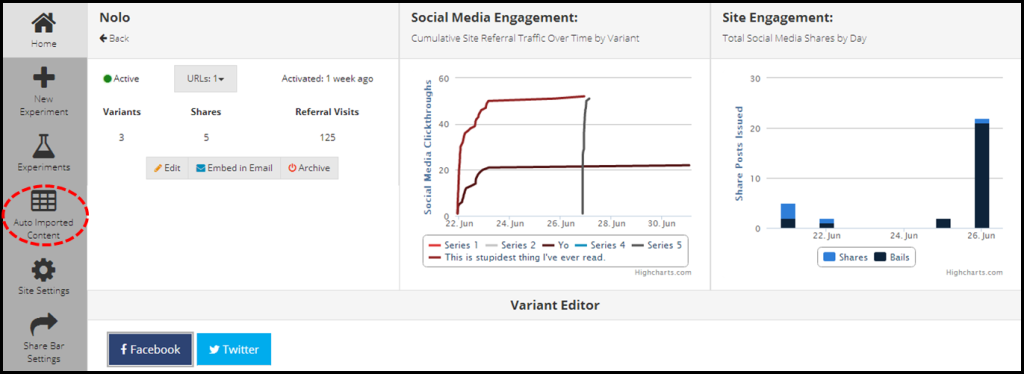 Home
New
Experiment
Experiments
Auto Imported
Content
Site Settings
Share Bar
Settings
Nolo
Back
Active
URLs: 1
Activated: 1 week ago
Variants Shares Referral Visits
3 5 125
Edit Embed in Email Archive
Social Media Engagement:
Cumulative Site Referral Traffic Over Time by Variant
Social Media Clickthroughs
60
40
20
0
22. Jun 24. Jun 26. Jun 28. Jun 30. Jun
Series 1 Series 2 Yo Series 4 Series 5
This is stupidest thing I've ever read.
Highcharts.com
Site Engagement:
Total Social Media Shares by Day
Share Posts Issued
30
20
10
0
22. Jun 24. Jun 26. Jun
Shares Bails
Highcharts.com
Variant Editor
Facebook Twitter